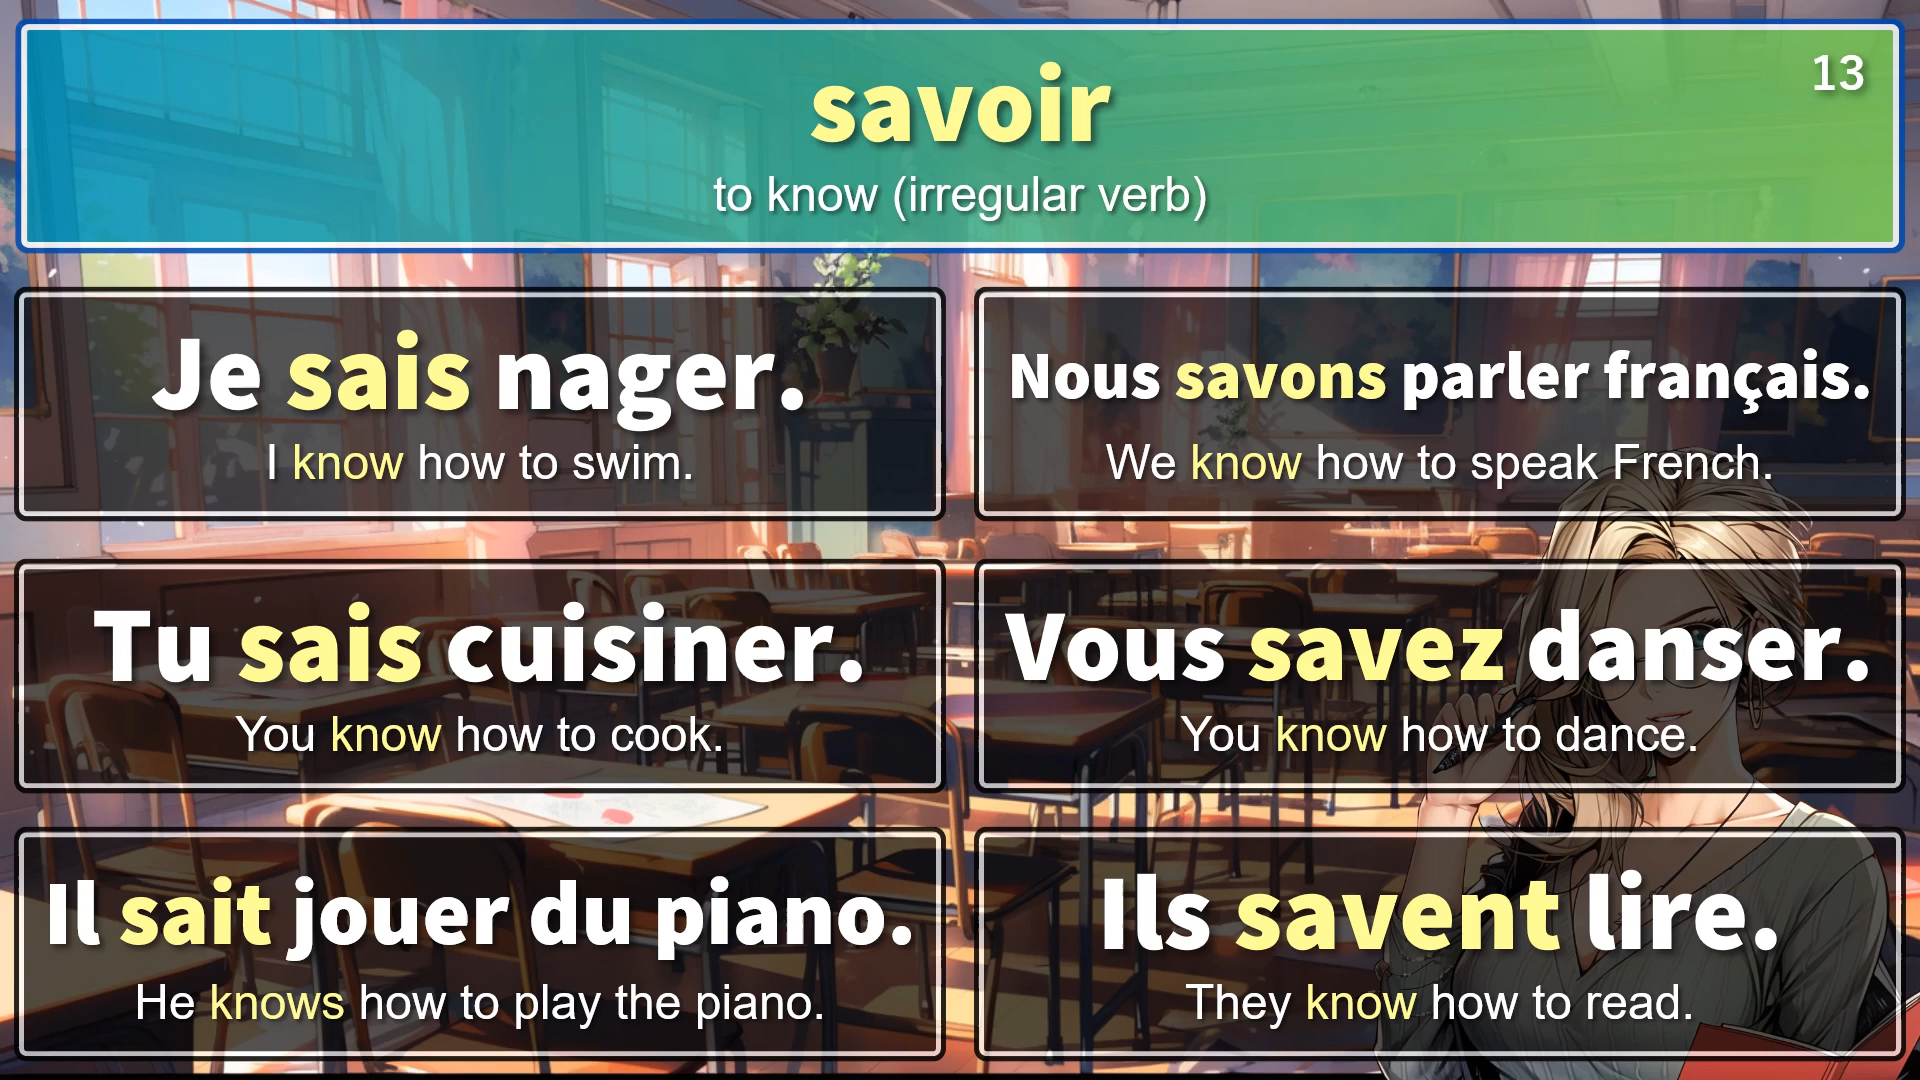 savoir
13
to know (irregular verb)
Je sais nager.
I know how to swim.
Nous savons parler français.
We know how to speak French.
Tu sais cuisiner.
You know how to cook.
Vous savez danser.
You know how to dance.
Il sait jouer du piano.
He knows how to play the piano.
Ils savent lire.
They know how to read.